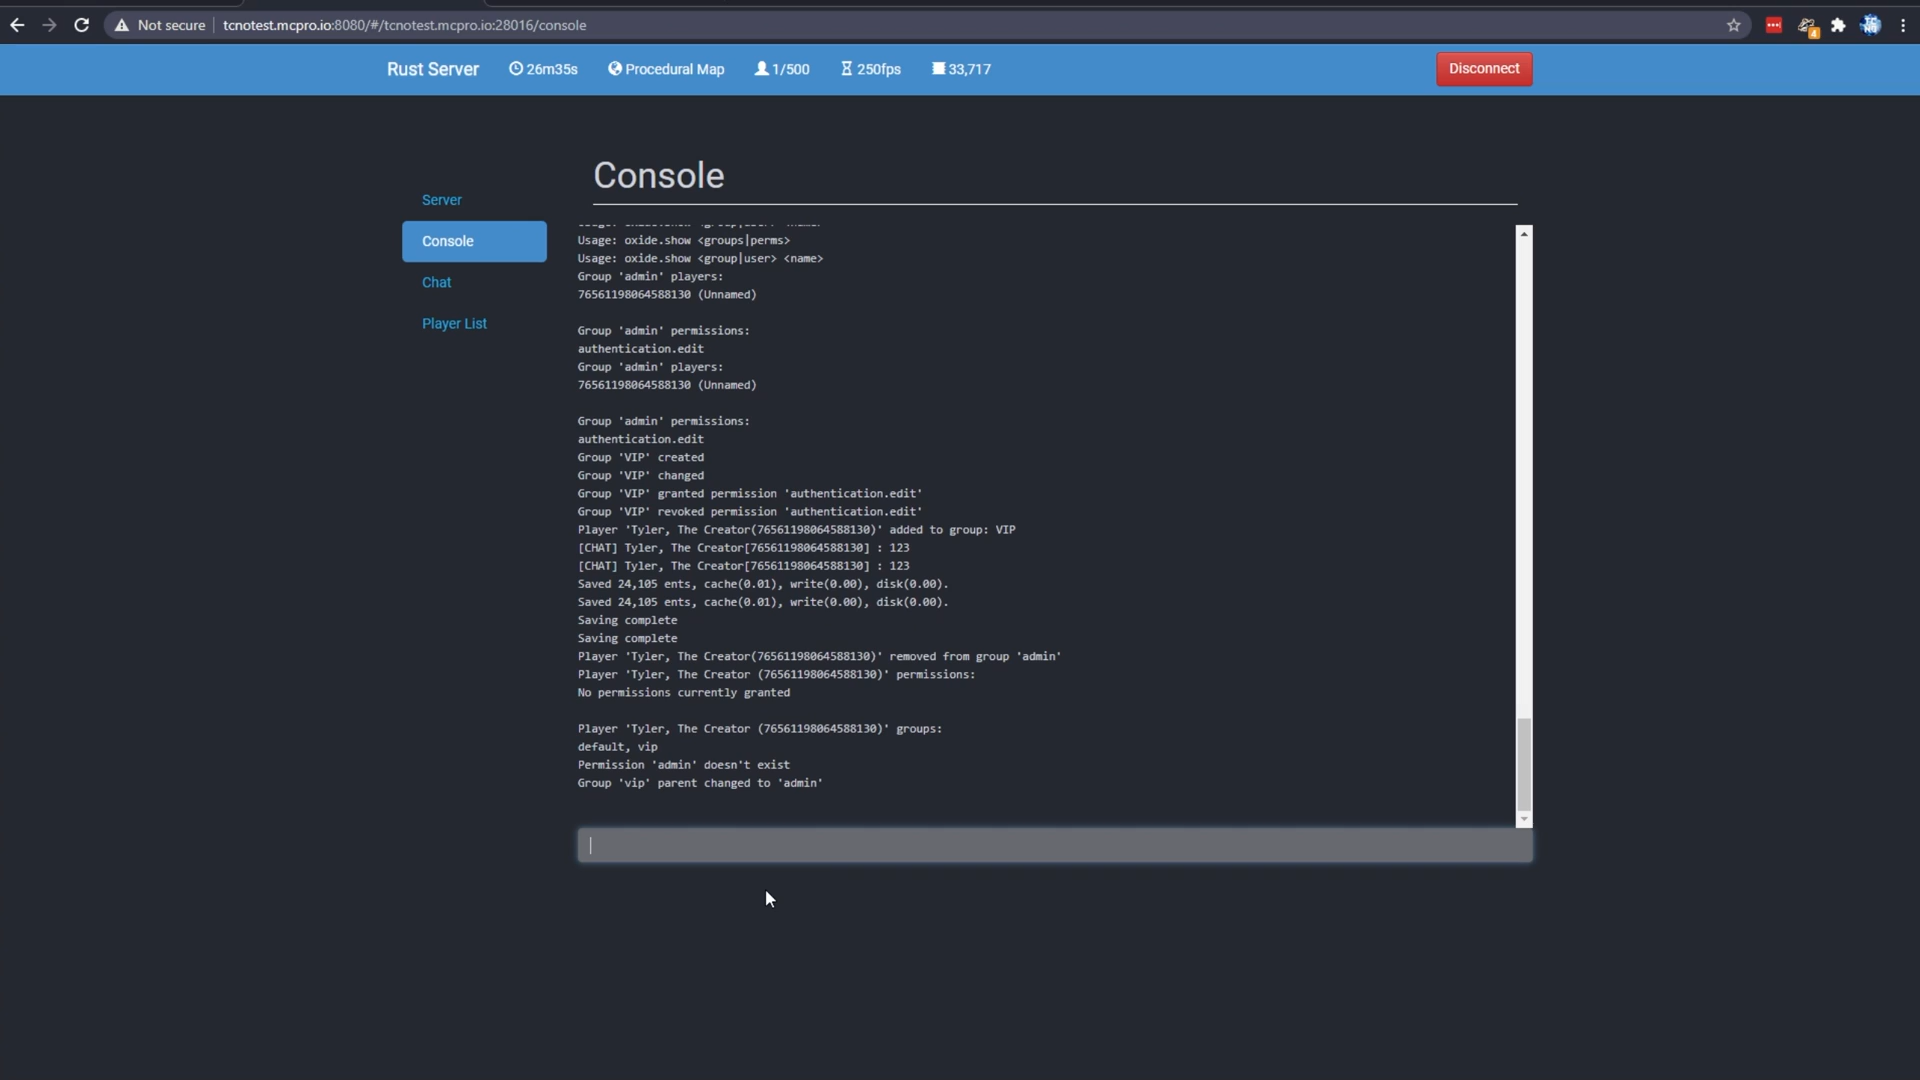 Not secure
tcnotest.mcpro.io:8080/#/tcnotest.mcpro.io:28016/console
4
Rust Server
26m35s
Procedural Map
1/500
250fps
33,717
Disconnect
Server
Console
Chat
Player List
Console
Usage: oxide.show <groups|perms>
Usage: oxide.show <group|user> <name>
Group 'admin' players:
76561198064588130 (Unnamed)
Group 'admin' permissions:
authentication.edit
Group 'admin' players:
76561198064588130 (Unnamed)
Group 'admin' permissions:
authentication.edit
Group 'VIP' created
Group 'VIP' changed
Group 'VIP' granted permission 'authentication.edit'
Group 'VIP' revoked permission 'authentication.edit'
Player 'Tyler, The Creator(76561198064588130)' added to group: VIP
[CHAT] Tyler, The Creator[76561198064588130] : 123
[CHAT] Tyler, The Creator[76561198064588130] : 123
Saved 24,105 ents, cache(0.01), write(0.00), disk(0.00).
Saved 24,105 ents, cache(0.01), write(0.00), disk(0.00).
Saving complete
Saving complete
Player 'Tyler, The Creator(76561198064588130)' removed from group 'admin'
Player 'Tyler, The Creator (76561198064588130)' permissions:
No permissions currently granted
Player 'Tyler, The Creator (76561198064588130)' groups:
default, vip
Permission 'admin' doesn't exist
Group 'vip' parent changed to 'admin'